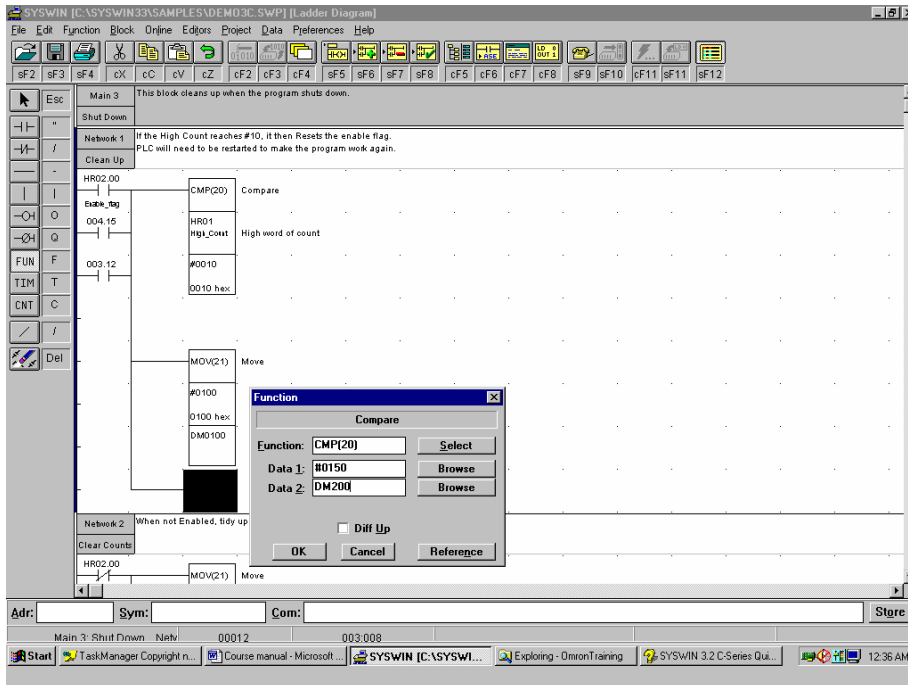 SYSWIN [C:\SYSWIN33\SAMPLES\DEMO3C.SWP] [Ladder Diagram]
File Edit Function Block Online Editors Project Data Preferences Help
sF2 sF3 sF4 cX cC cV cZ cF2 cF3 cF4 sF5 sF6 sF7 sF8 cF5 cF6 cF7 cF8 sF9 sF10 cF11 sF11 sF12
Esc
"
/
-
|
O
Q
FUN F
TIM T
CNT C
/
Del
Main 3 This block cleans up when the program shuts down.
Shut Down
Network 1 If the High Count reaches #10, it then Resets the enable flag.
Clean Up PLC will need to be restarted to make the program work again.
HR02.00
Enable_flag
004.15
003.12
CMP(20) Compare
HR01
High_Count High word of count
#0010
0010 hex
MOV(21) Move
#0100
0100 hex
DM0100
Function
Compare
Function: CMP(20) Select
Data 1: #0150 Browse
Data 2: DM200 Browse
Diff Up
OK Cancel Reference
Network 2 When not Enabled, tidy up
Clear Counts
HR02.00
MOV(21) Move
Adr: Sym: Com: Store
Main 3: Shut Down Netw 00012 003:008
Start TaskManager Copyright n... Course manual - Microsoft ... SYSWIN [C:\SYSWI... Exploring - OmronTraining SYSWIN 3.2 C-Series Qui... 12:36 AM